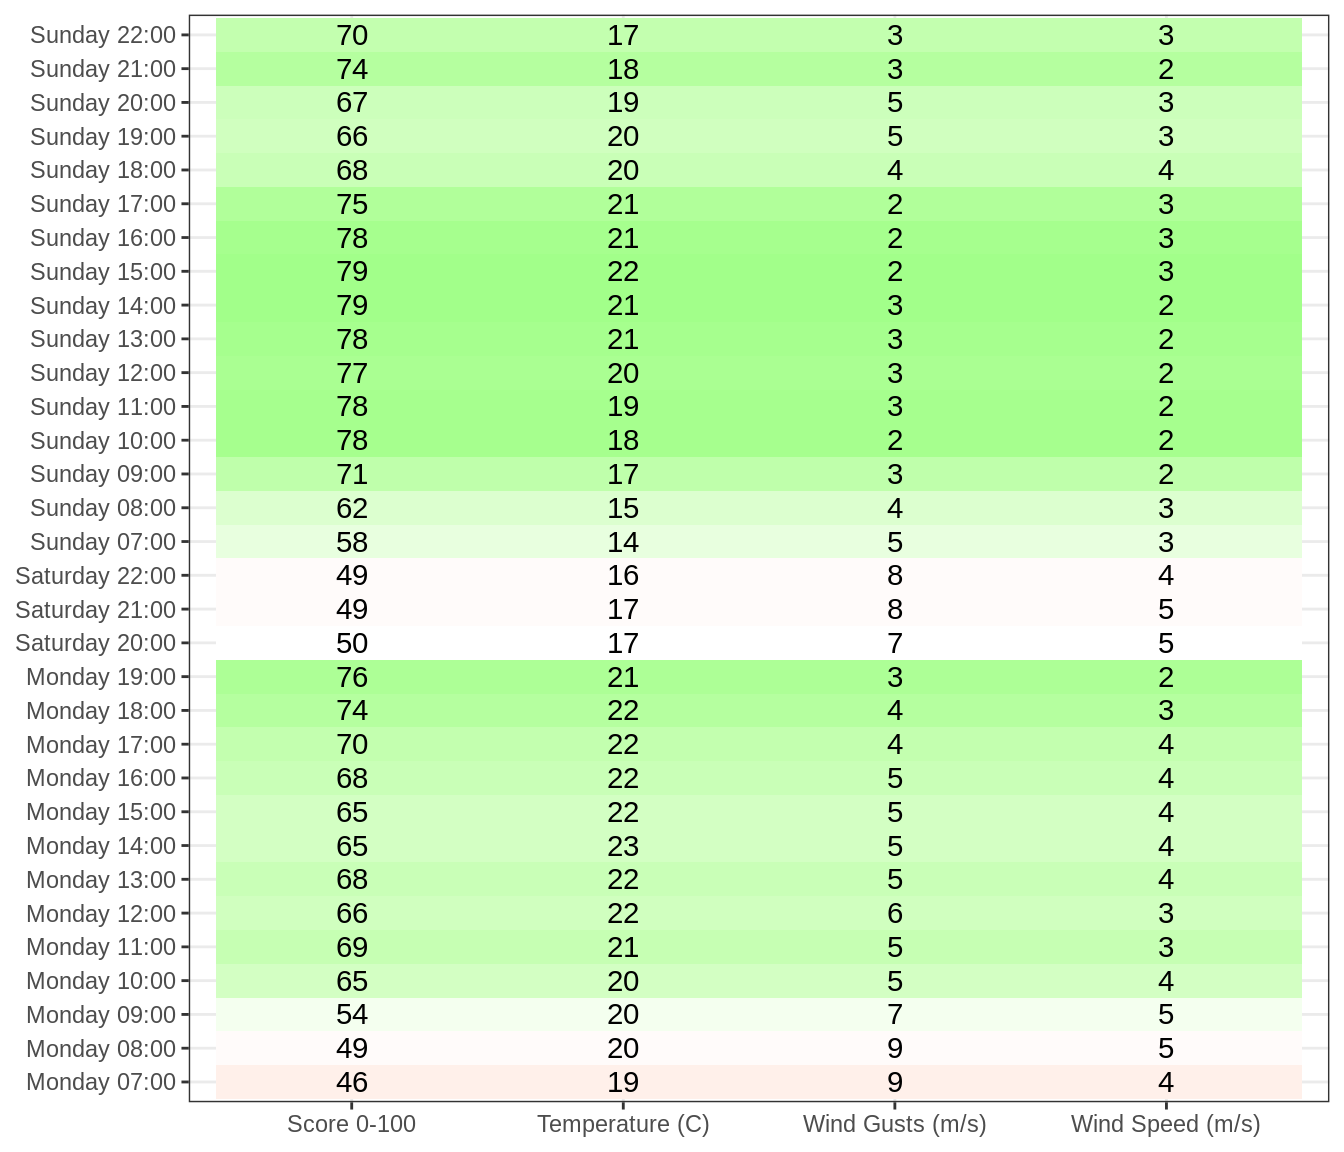 Sunday 22:00 70 17 3 3
Sunday 21:00 74 18 3 2
Sunday 20:00 67 19 5 3
Sunday 19:00 66 20 5 3
Sunday 18:00 68 20 4 4
Sunday 17:00 75 21 2 3
Sunday 16:00 78 21 2 3
Sunday 15:00 79 22 2 3
Sunday 14:00 79 21 3 2
Sunday 13:00 78 21 3 2
Sunday 12:00 77 20 3 2
Sunday 11:00 78 19 3 2
Sunday 10:00 78 18 2 2
Sunday 09:00 71 17 3 2
Sunday 08:00 62 15 4 3
Sunday 07:00 58 14 5 3
Saturday 22:00 49 16 8 4
Saturday 21:00 49 17 8 5
Saturday 20:00 50 17 7 5
Monday 19:00 76 21 3 2
Monday 18:00 74 22 4 3
Monday 17:00 70 22 4 4
Monday 16:00 68 22 5 4
Monday 15:00 65 22 5 4
Monday 14:00 65 23 5 4
Monday 13:00 68 22 5 4
Monday 12:00 66 22 6 3
Monday 11:00 69 21 5 3
Monday 10:00 65 20 5 4
Monday 09:00 54 20 7 5
Monday 08:00 49 20 9 5
Monday 07:00 46 19 9 4
Score 0-100 Temperature (C) Wind Gusts (m/s) Wind Speed (m/s)